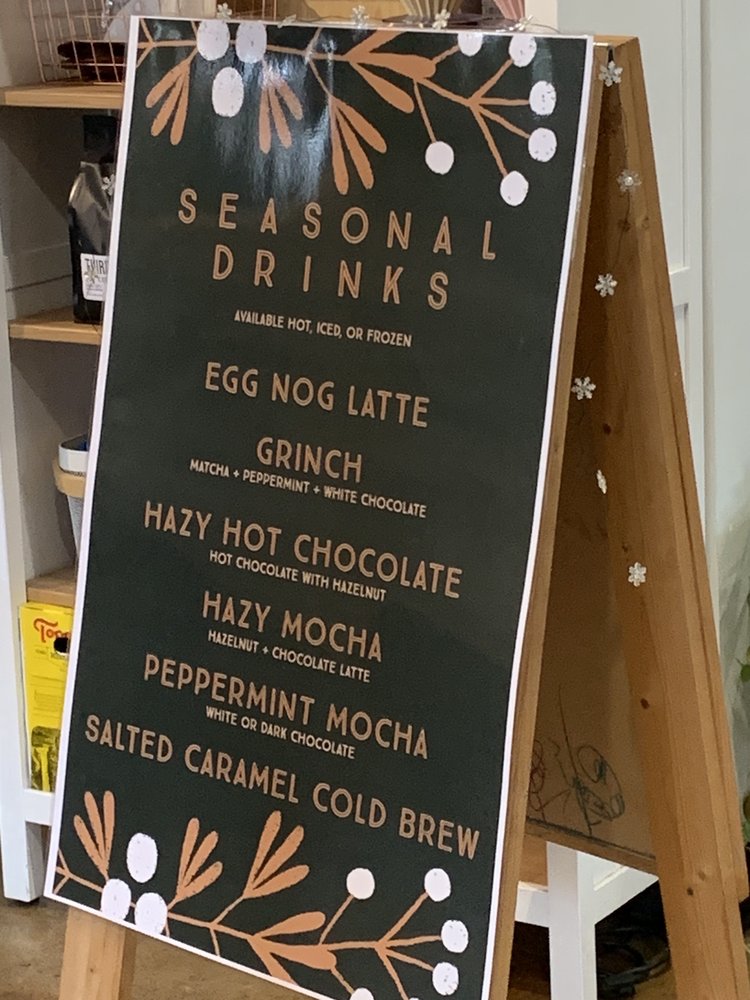 SEASONAL
DRINKS
AVAILABLE HOT, ICED, OR FROZEN
EGG NOG LATTE
GRINCH
MATCHA + PEPPERMINT + WHITE CHOCOLATE
HAZY HOT CHOCOLATE
HOT CHOCOLATE WITH HAZELNUT
HAZY MOCHA
HAZELNUT + CHOCOLATE LATTE
PEPPERMINT MOCHA
WHITE OR DARK CHOCOLATE
SALTED CARAMEL COLD BREW